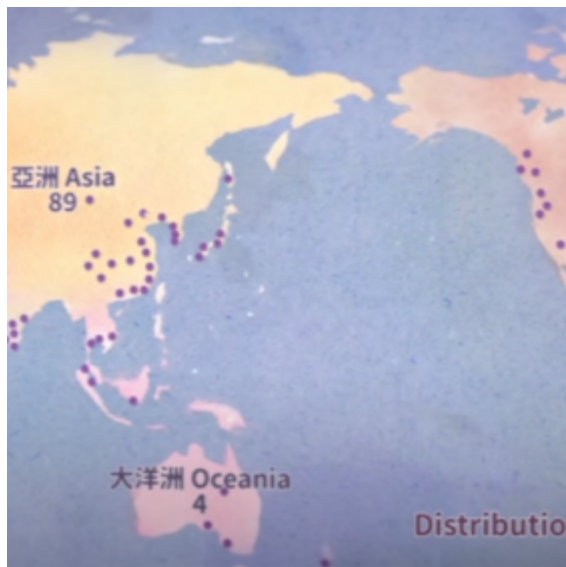 亞洲 Asia
89
大洋洲 Oceania
4
Distributio